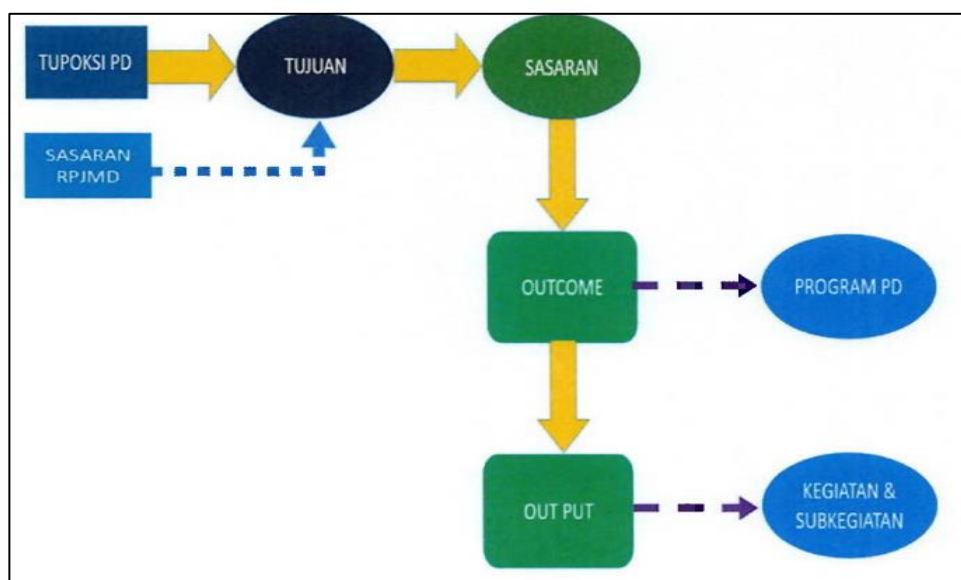 TUPOKSI PD
TUJUAN
SASARAN
SASARAN
RPJMD
OUTCOME
PROGRAM PD
OUT PUT
KEGIATAN &
SUBKEGIATAN